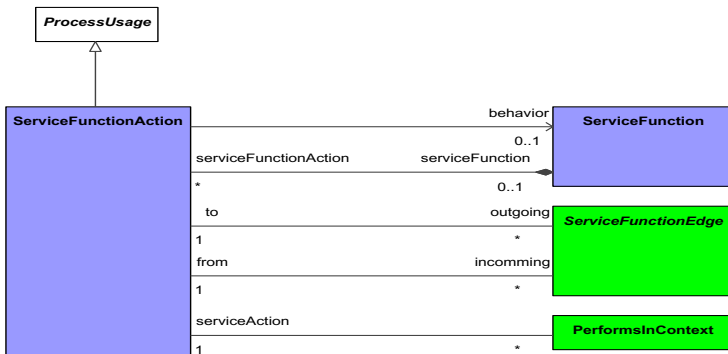 ProcessUsage
ServiceFunctionAction
behavior
ServiceFunction
0..1
serviceFunctionAction
serviceFunction
*
0..1
to
outgoing
ServiceFunctionEdge
1
*
from
incomming
1
*
serviceAction
PerformsInContext
1
*